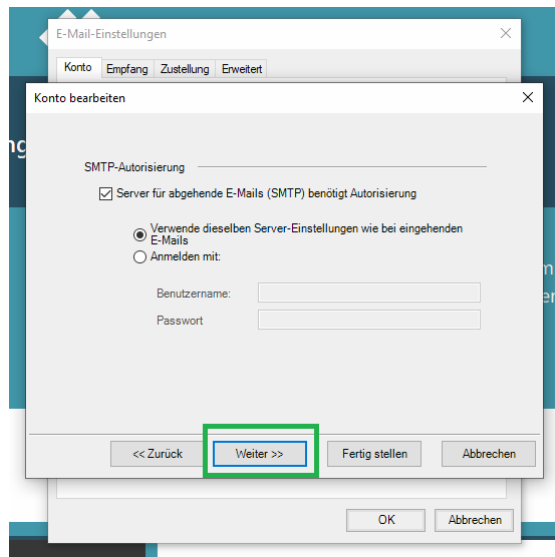 E-Mail-Einstellungen
Konto Empfang Zustellung Erweitert
Konto bearbeiten
SMTP-Autorisierung
Server für abgehende E-Mails (SMTP) benötigt Autorisierung
Verwende dieselben Server-Einstellungen wie bei eingehenden
E-Mails
Anmelden mit:
Benutzername:
Passwort
<< Zurück Weiter >> Fertig stellen Abbrechen
OK Abbrechen